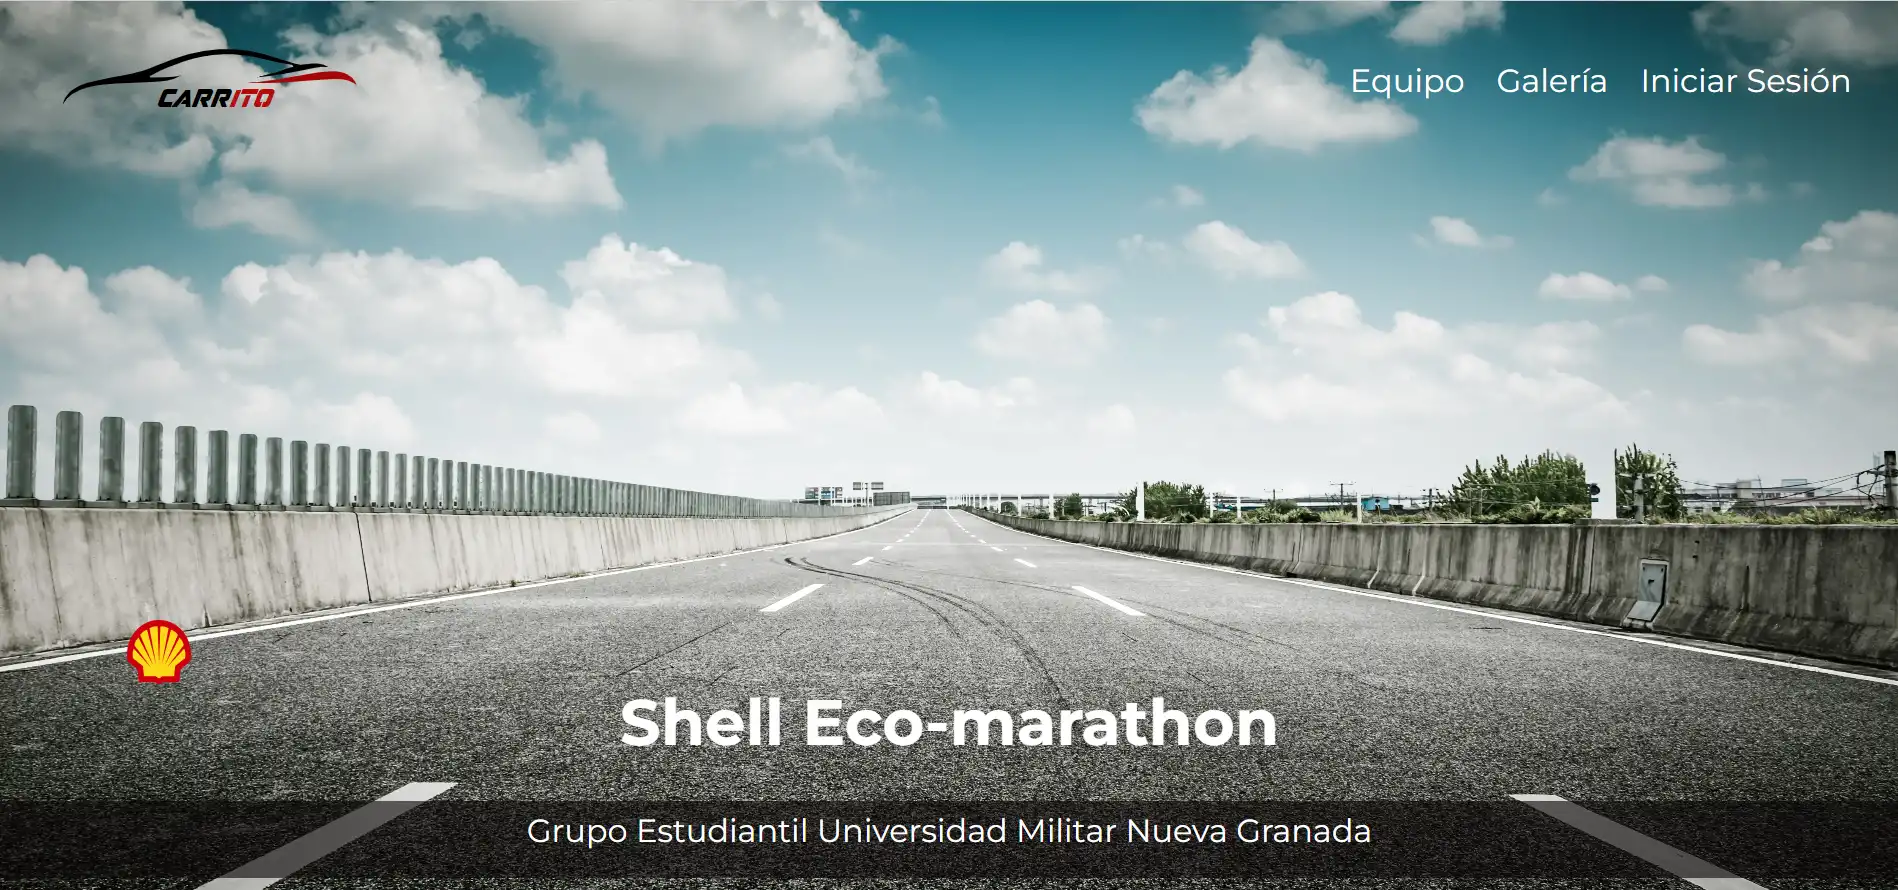 CARRITO
Equipo Galería Iniciar Sesión
Shell Eco-marathon
Grupo Estudiantil Universidad Militar Nueva Granada